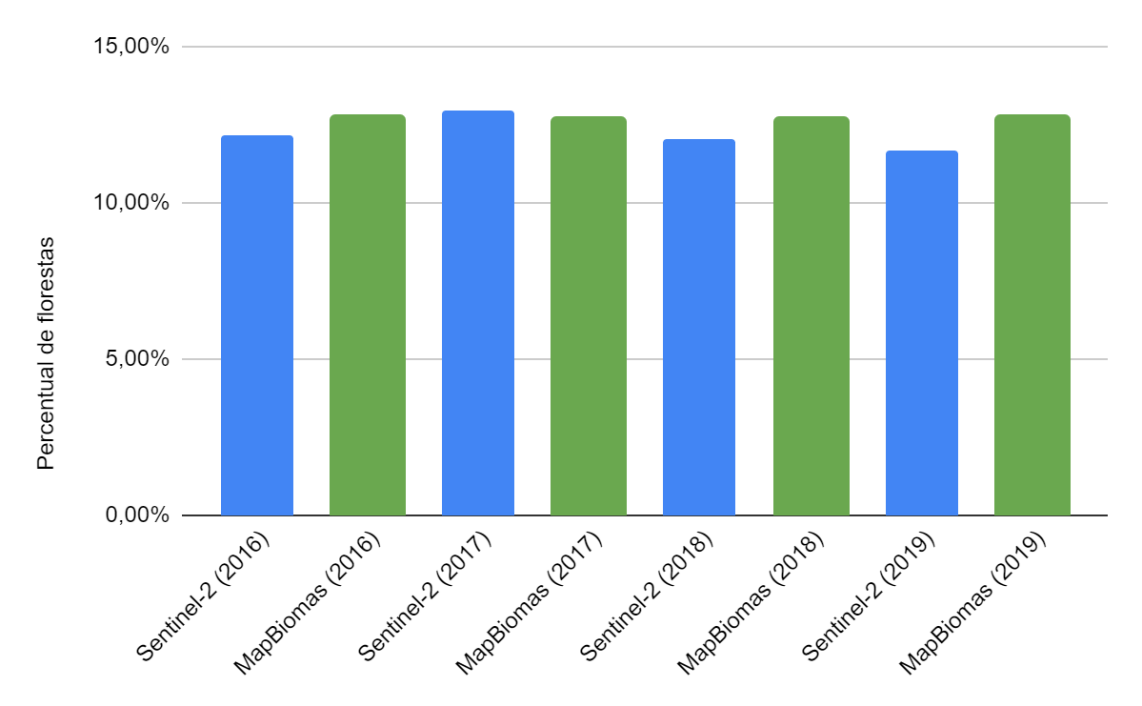 15,00%
10,00%
5,00%
0,00%
Percentual de florestas
Sentinel-2 (2016)
MapBiomas (2016)
Sentinel-2 (2017)
MapBiomas (2017)
Sentinel-2 (2018)
MapBiomas (2018)
Sentinel-2 (2019)
MapBiomas (2019)